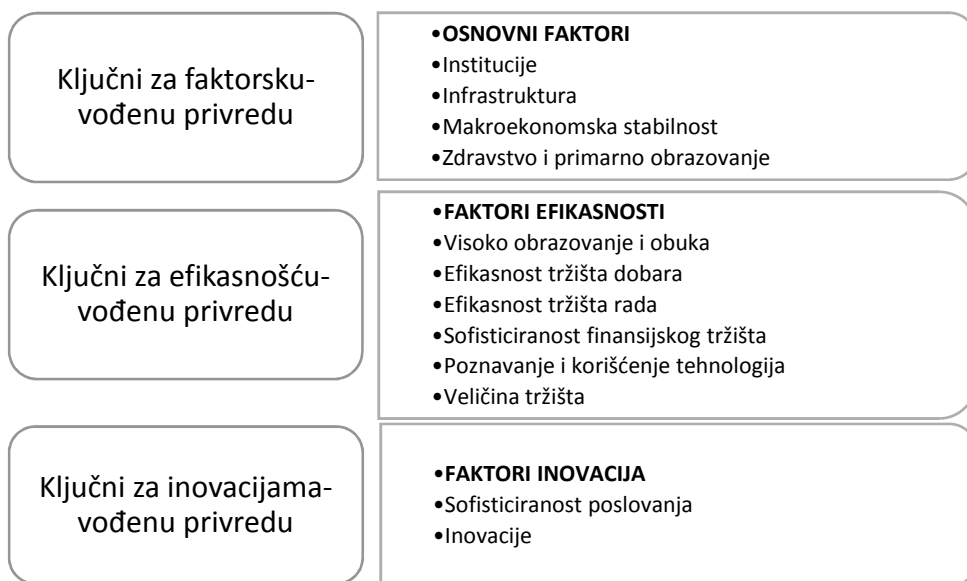 Ključni za faktorsku-
vođenu privredu
•OSNOVNI FAKTORI
•Institucije
•Infrastruktura
•Makroekonomska stabilnost
•Zdravstvo i primarno obrazovanje
Ključni za efikasnošću-
vođenu privredu
•FAKTORI EFIKASNOSTI
•Visoko obrazovanje i obuka
•Efikasnost tržišta dobara
•Efikasnost tržišta rada
•Sofisticiranost finansijskog tržišta
•Poznavanje i korišćenje tehnologija
•Veličina tržišta
Ključni za inovacijama-
vođenu privredu
•FAKTORI INOVACIJA
•Sofisticiranost poslovanja
•Inovacije